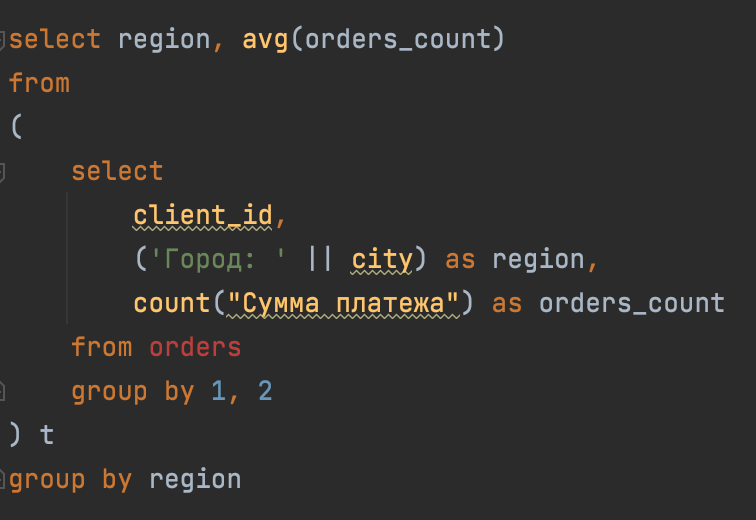 select region, avg(orders_count)
from
(
    select
        client_id,
        ('Город: ' || city) as region,
        count("Сумма платежа") as orders_count
    from orders
    group by 1, 2
) t
group by region